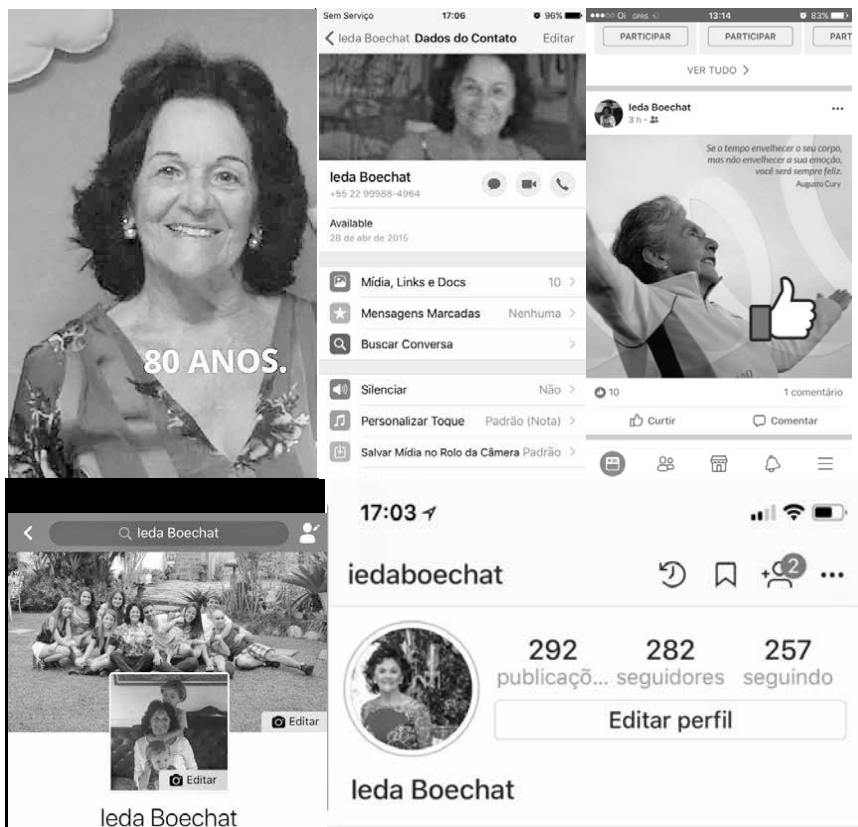 80 ANOS.
Sem Serviço 17:06 96%
Ieda Boechat Dados do Contato Editar
Ieda Boechat
+55 22 99988-4964
Available
28 de abr de 2015
Mídia, Links e Docs 10
Mensagens Marcadas Nenhuma
Buscar Conversa
Silenciar Não
Personalizar Toque Padrão (Nota)
Salvar Mídia no Rolo da Câmera Padrão
Oi GPRS 13:14 83%
PARTICIPAR PARTICIPAR PART
VER TUDO
Ieda Boechat
3 h
Se o tempo envelhecer o seu corpo,
mas não envelhecer a sua emoção,
você será sempre feliz.
Augusto Cury
10 1 comentário
Curtir Comentar
Ieda Boechat
Editar
Editar
Ieda Boechat
17:03
iedaboechat
2
292 282 257
publicaçõ... seguidores seguindo
Editar perfil
Ieda Boechat